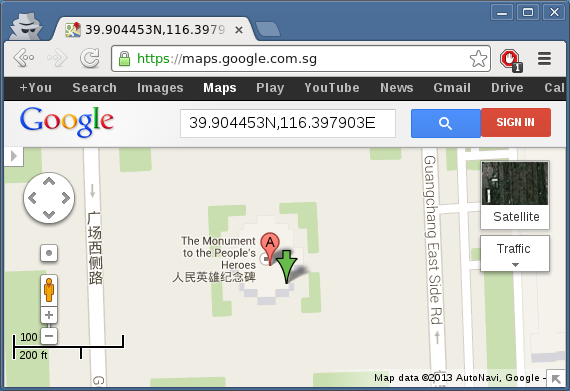 39.904453N,116.3979
https://maps.google.com.sg
1
+You Search Images Maps Play YouTube News Gmail Drive Cal
Google
39.904453N,116.397903E
SIGN IN
Satellite
Traffic
广场西侧路
Guangchang East Side Rd
The Monument
to the People's
Heroes
人民英雄纪念碑
A
G
100
200 ft
Map data ©2013 AutoNavi, Google -